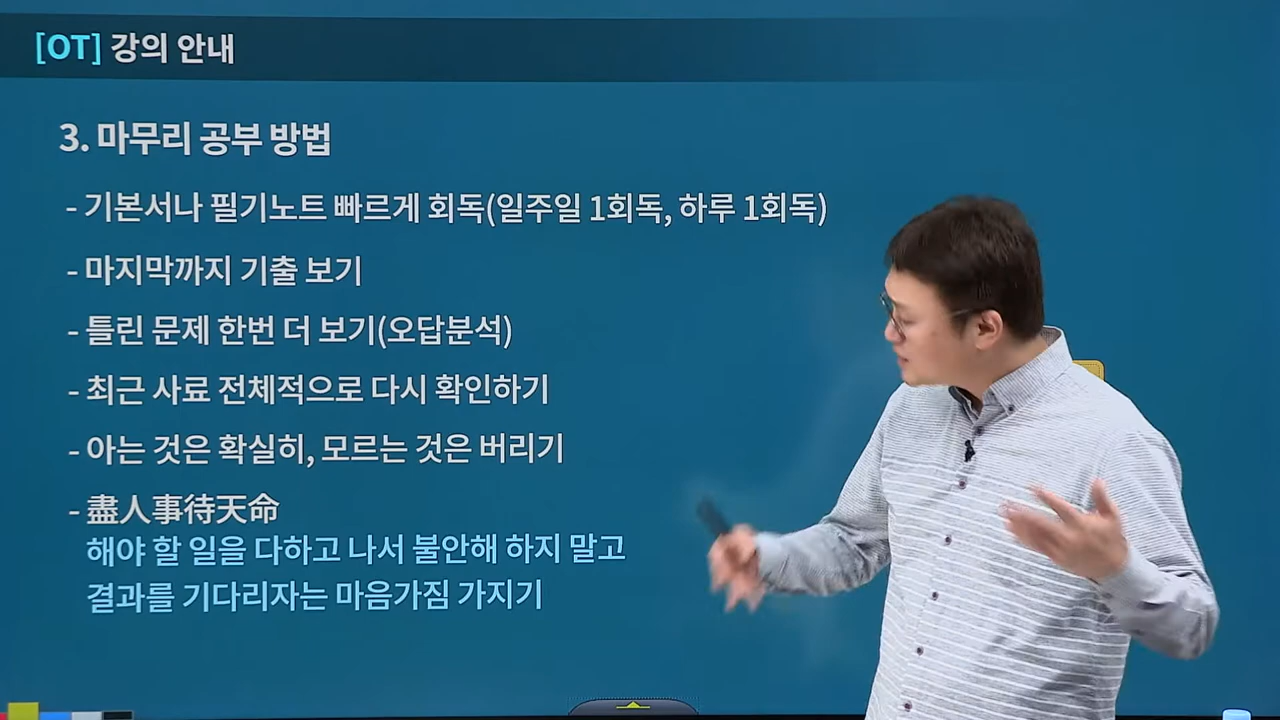 [OT] 강의 안내
3. 마무리 공부 방법
- 기본서나 필기노트 빠르게 회독(일주일 1회독, 하루 1회독)
- 마지막까지 기출 보기
- 틀린 문제 한번 더 보기(오답분석)
- 최근 사료 전체적으로 다시 확인하기
- 아는 것은 확실히, 모르는 것은 버리기
- 盡人事待天命
해야 할 일을 다하고 나서 불안해 하지 말고
결과를 기다리자는 마음가짐 가지기